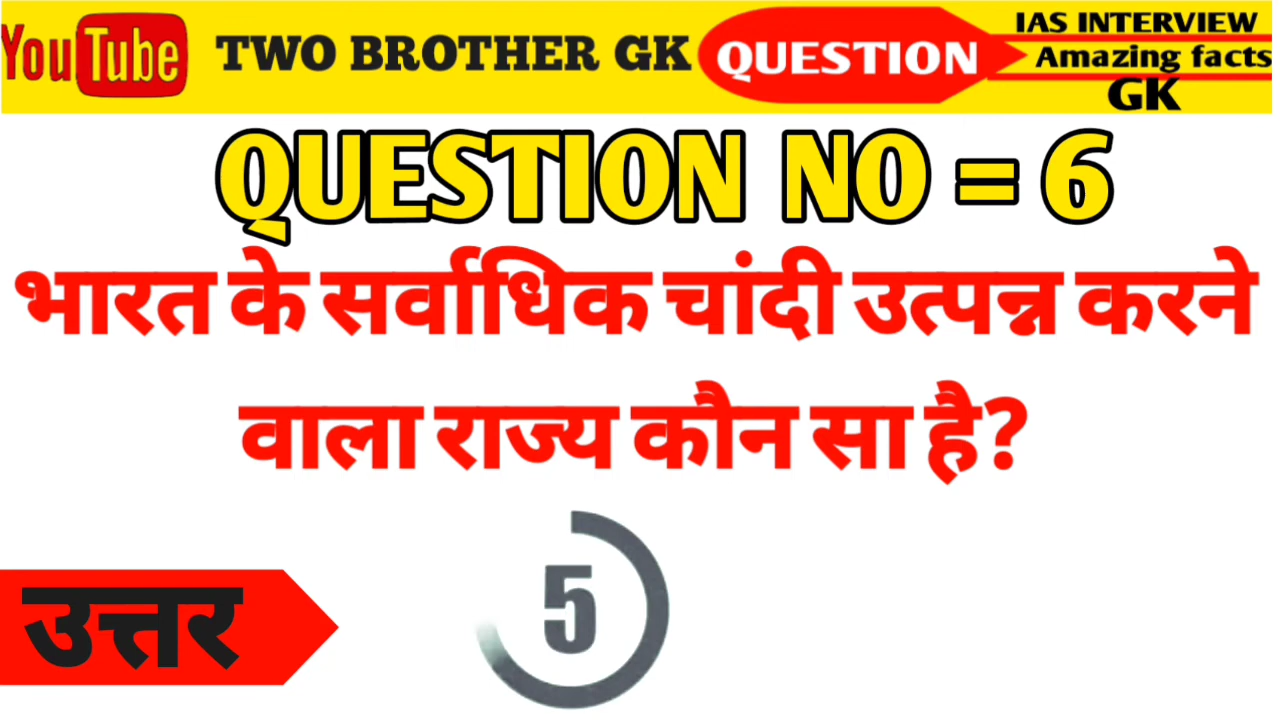 YouTube TWO BROTHER GK QUESTION IAS INTERVIEW
Amazing facts
GK
QUESTION NO = 6
भारत के सर्वाधिक चांदी उत्पन्न करने
वाला राज्य कौन सा है?
5
उत्तर